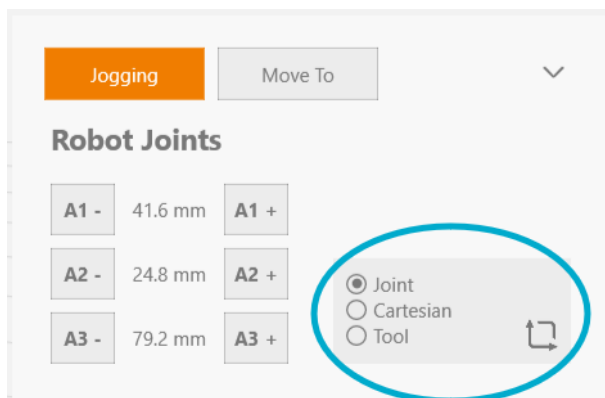 Jogging Move To
Robot Joints
A1 - 41.6 mm A1 +
A2 - 24.8 mm A2 +
A3 - 79.2 mm A3 +
Joint
Cartesian
Tool